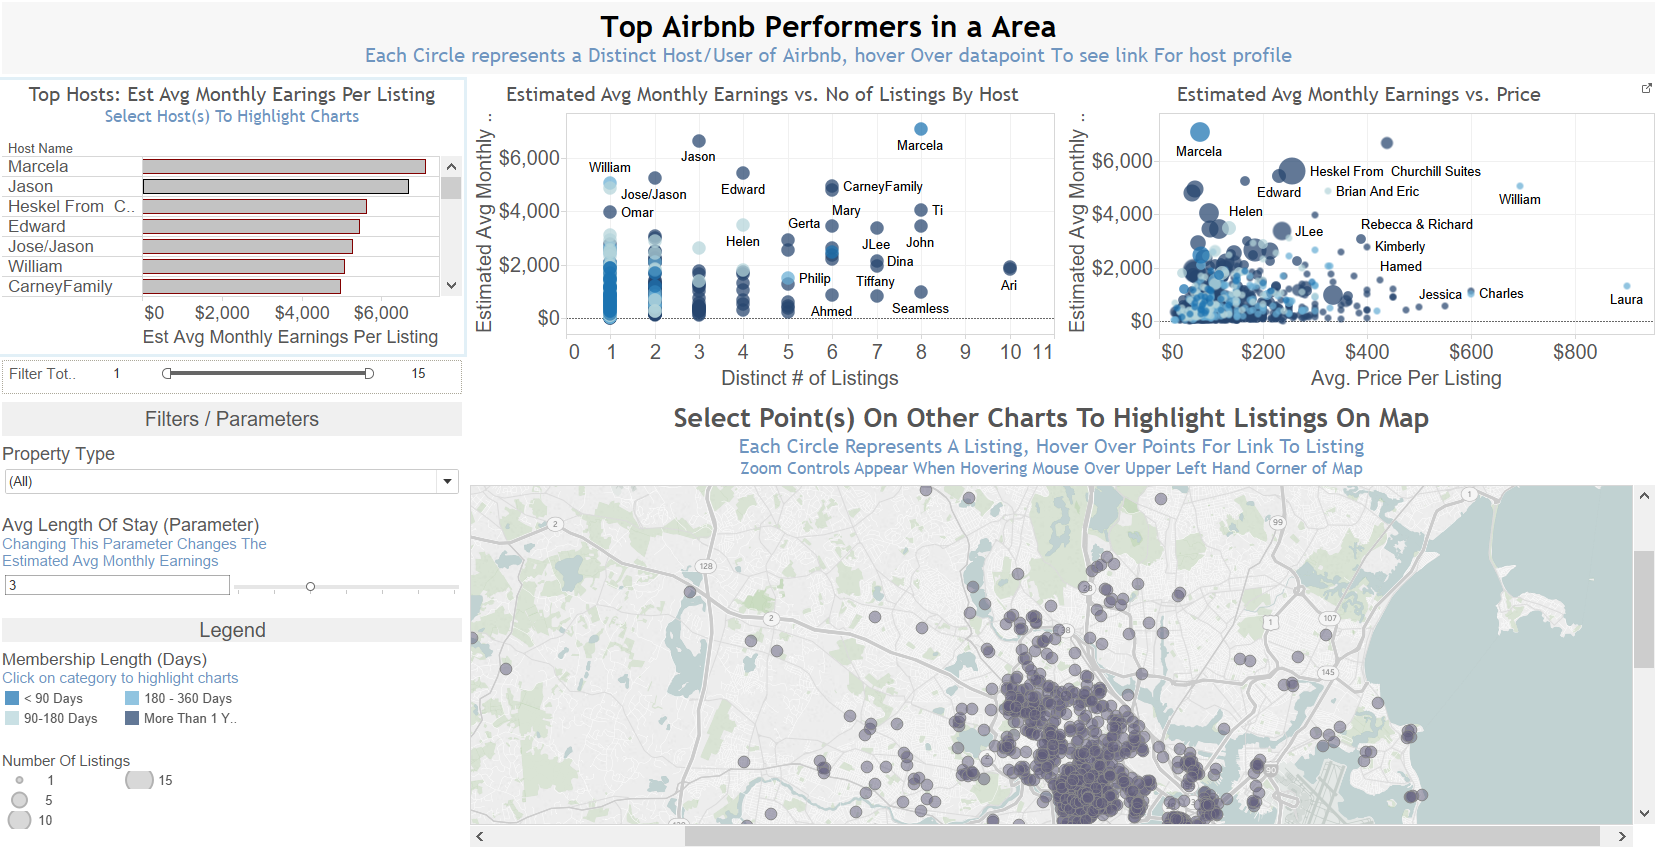 Top Airbnb Performers in a Area
Each Circle represents a Distinct Host/User of Airbnb, hover Over datapoint To see link For host profile
Top Hosts: Est Avg Monthly Earings Per Listing
Select Host(s) To Highlight Charts
Host Name
Marcela
Jason
Heskel From C..
Edward
Jose/Jason
William
CarneyFamily
$0 $2,000 $4,000 $6,000
Est Avg Monthly Earnings Per Listing
Filter Tot.. 1 15
Filters / Parameters
Property Type
(All)
Avg Length Of Stay (Parameter)
Changing This Parameter Changes The
Estimated Avg Monthly Earnings
3
Legend
Membership Length (Days)
Click on category to highlight charts
< 90 Days 180 - 360 Days
90-180 Days More Than 1 Y..
Number Of Listings
1 15
5
10
Estimated Avg Monthly Earnings vs. No of Listings By Host
Estimated Avg Monthly ..
$6,000
$4,000
$2,000
$0
William
Jason
Marcela
Jose/Jason
Edward
CarneyFamily
Omar
Mary
Ti
Gerta
Helen
JLee
John
Dina
Philip
Tiffany
Ari
Ahmed
Seamless
0 1 2 3 4 5 6 7 8 9 10 11
Distinct # of Listings
Estimated Avg Monthly Earnings vs. Price
Estimated Avg Monthly ..
$6,000
$4,000
$2,000
$0
Marcela
Heskel From Churchill Suites
Edward
Brian And Eric
William
Helen
Rebecca & Richard
JLee
Kimberly
Hamed
Jessica
Charles
Laura
$0 $200 $400 $600 $800
Avg. Price Per Listing
Select Point(s) On Other Charts To Highlight Listings On Map
Each Circle Represents A Listing, Hover Over Points For Link To Listing
Zoom Controls Appear When Hovering Mouse Over Upper Left Hand Corner of Map
1
2
99
128
2
1
107
145